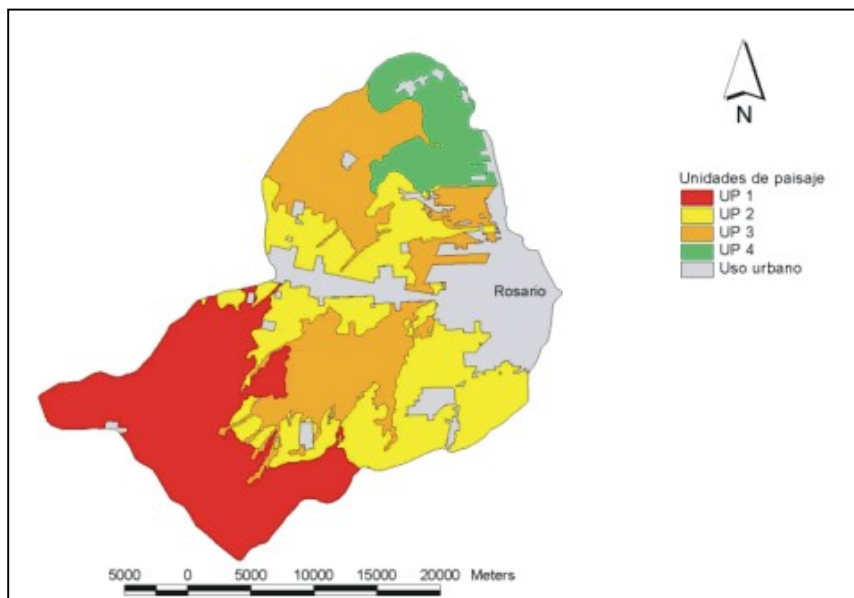 N
Unidades de paisaje
UP 1
UP 2
UP 3
UP 4
Uso urbano
Rosario
5000 0 5000 10000 15000 20000 Meters